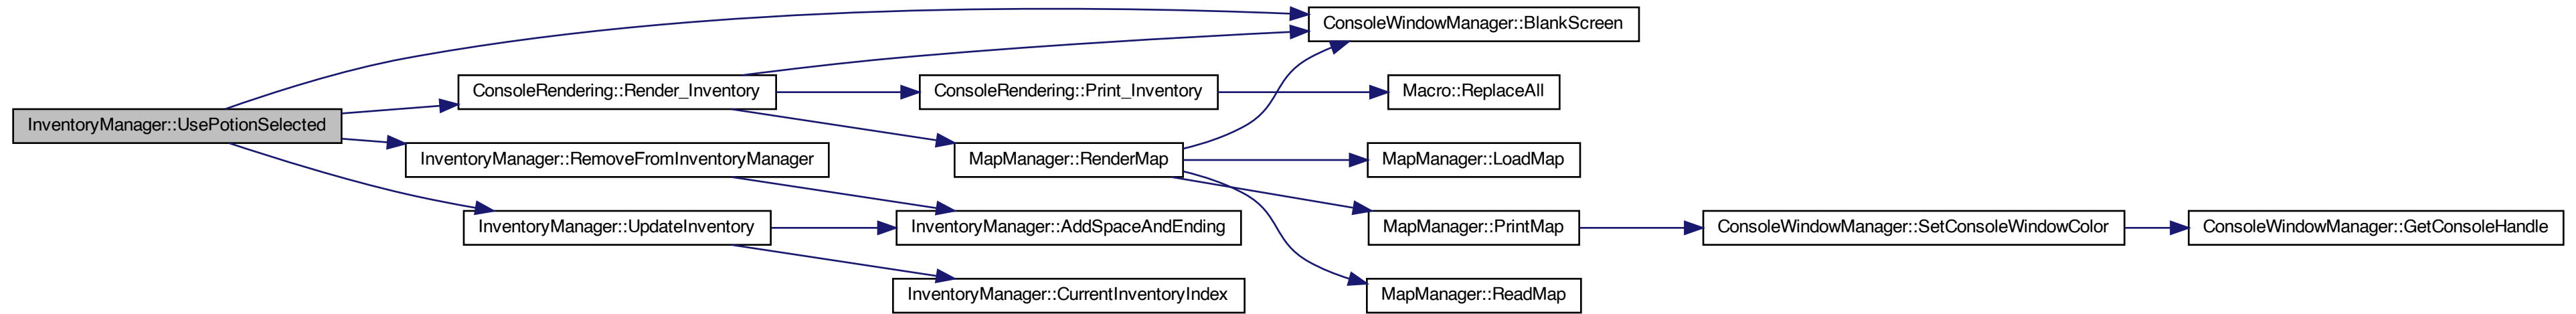 ConsoleWindowManager::BlankScreen
ConsoleRendering::Render_Inventory
ConsoleRendering::Print_Inventory
Macro::ReplaceAll
InventoryManager::UsePotionSelected
InventoryManager::RemoveFromInventoryManager
MapManager::RenderMap
MapManager::LoadMap
InventoryManager::UpdateInventory
InventoryManager::AddSpaceAndEnding
MapManager::PrintMap
ConsoleWindowManager::SetConsoleWindowColor
ConsoleWindowManager::GetConsoleHandle
InventoryManager::CurrentInventoryIndex
MapManager::ReadMap